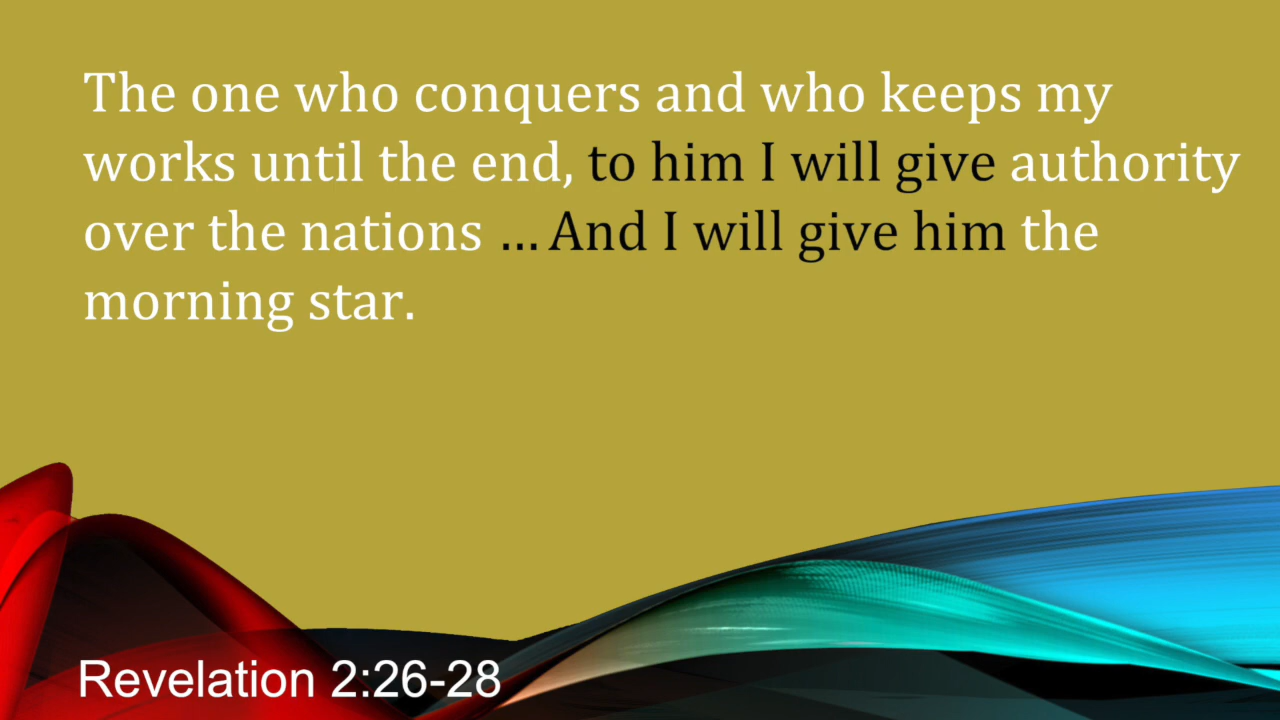 The one who conquers and who keeps my
works until the end, to him I will give authority
over the nations ... And I will give him the
morning star.
Revelation 2:26-28